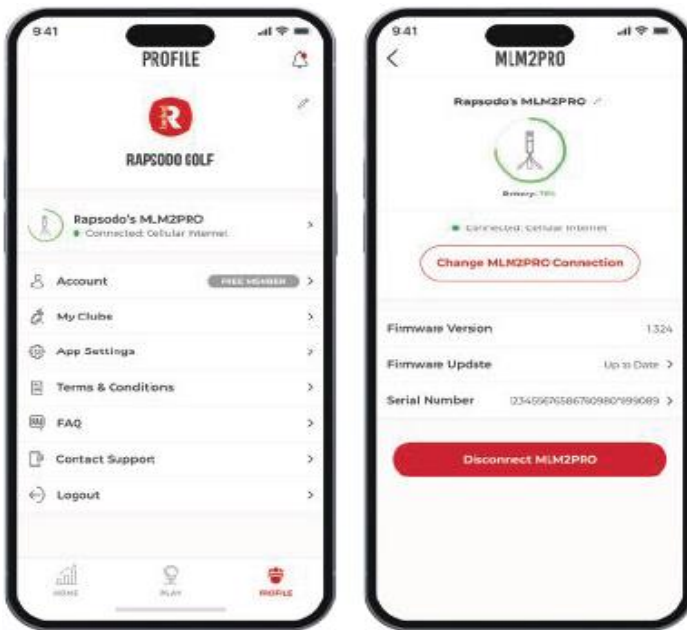 9:41
PROFILE
R
RAPSODO GOLF
Rapsodo's MLM2PRO
Connected: Cellular Internet
Account
FREE MEMBER
My Clubs
App Settings
Terms & Conditions
FAQ
Contact Support
Logout
HOME
PLAY
PROFILE
9:41
MLM2PRO
Rapsodo's MLM2PRO
Battery: 78%
Connected: Cellular Internet
Change MLM2PRO Connection
Firmware Version 1.324
Firmware Update Up to Date
Serial Number
Disconnect MLM2PRO